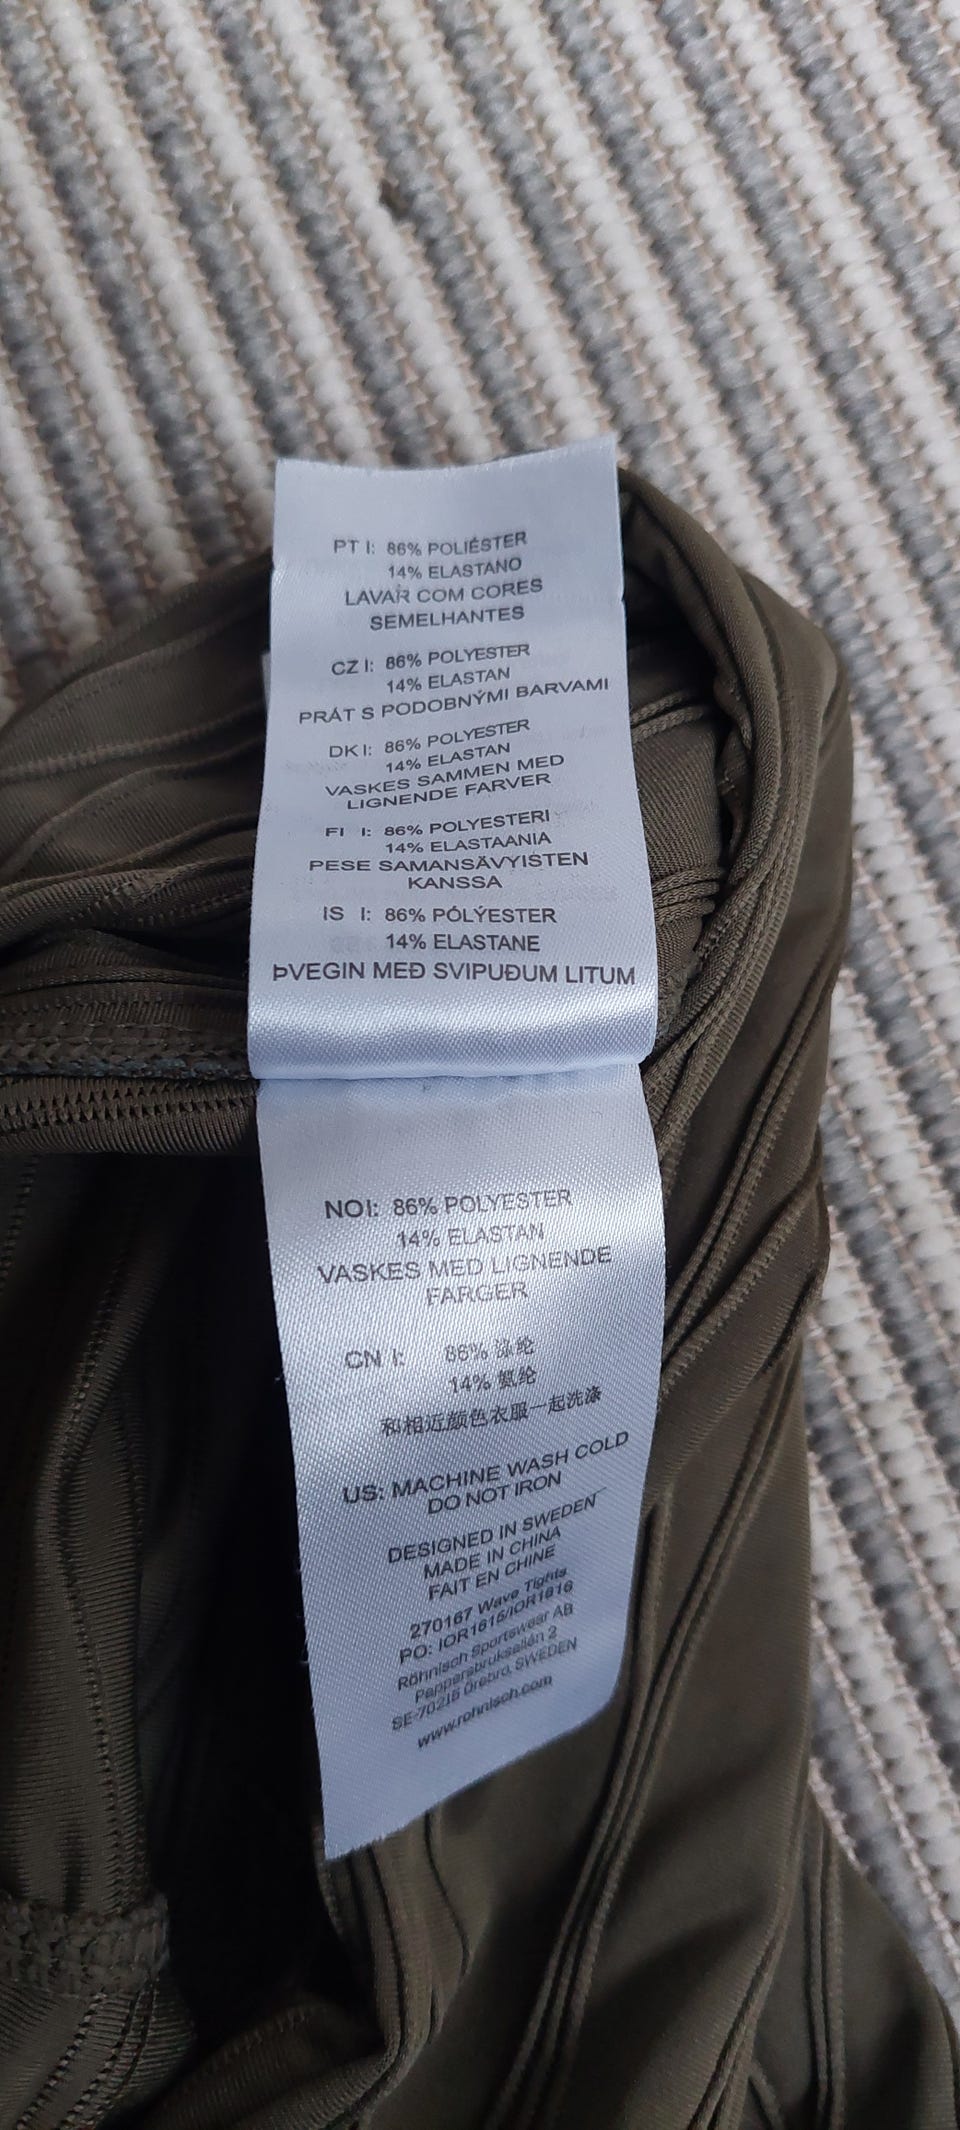 PT I: 86% POLIÉSTER
14% ELASTANO
LAVAR COM CORES
SEMELHANTES
CZ I: 86% POLYESTER
14% ELASTAN
PRÁT S PODOBNÝMI BARVAMI
DK I: 86% POLYESTER
14% ELASTAN
VASKES SAMMEN MED
LIGNENDE FARVER
FI I: 86% POLYESTERI
14% ELASTAANIA
PESE SAMANSÄVYISTEN
KANSSA
IS I: 86% PÓLÝESTER
14% ELASTANE
ÞVEGIN MEÐ SVIPUÐUM LITUM
NO I: 86% POLYESTER
14% ELASTAN
VASKES MED LIGNENDE
FARGER
CN I: 86% 涤纶
14% 氨纶
和相近颜色衣服一起洗涤
US: MACHINE WASH COLD
DO NOT IRON
DESIGNED IN SWEDEN
MADE IN CHINA
FAIT EN CHINE
270167 Wave Tights
PO: IOR1615/IOR1616
Röhnisch Sportswear AB
Pappersbruksallén 2
SE-70215 Örebro, SWEDEN
www.rohnisch.com